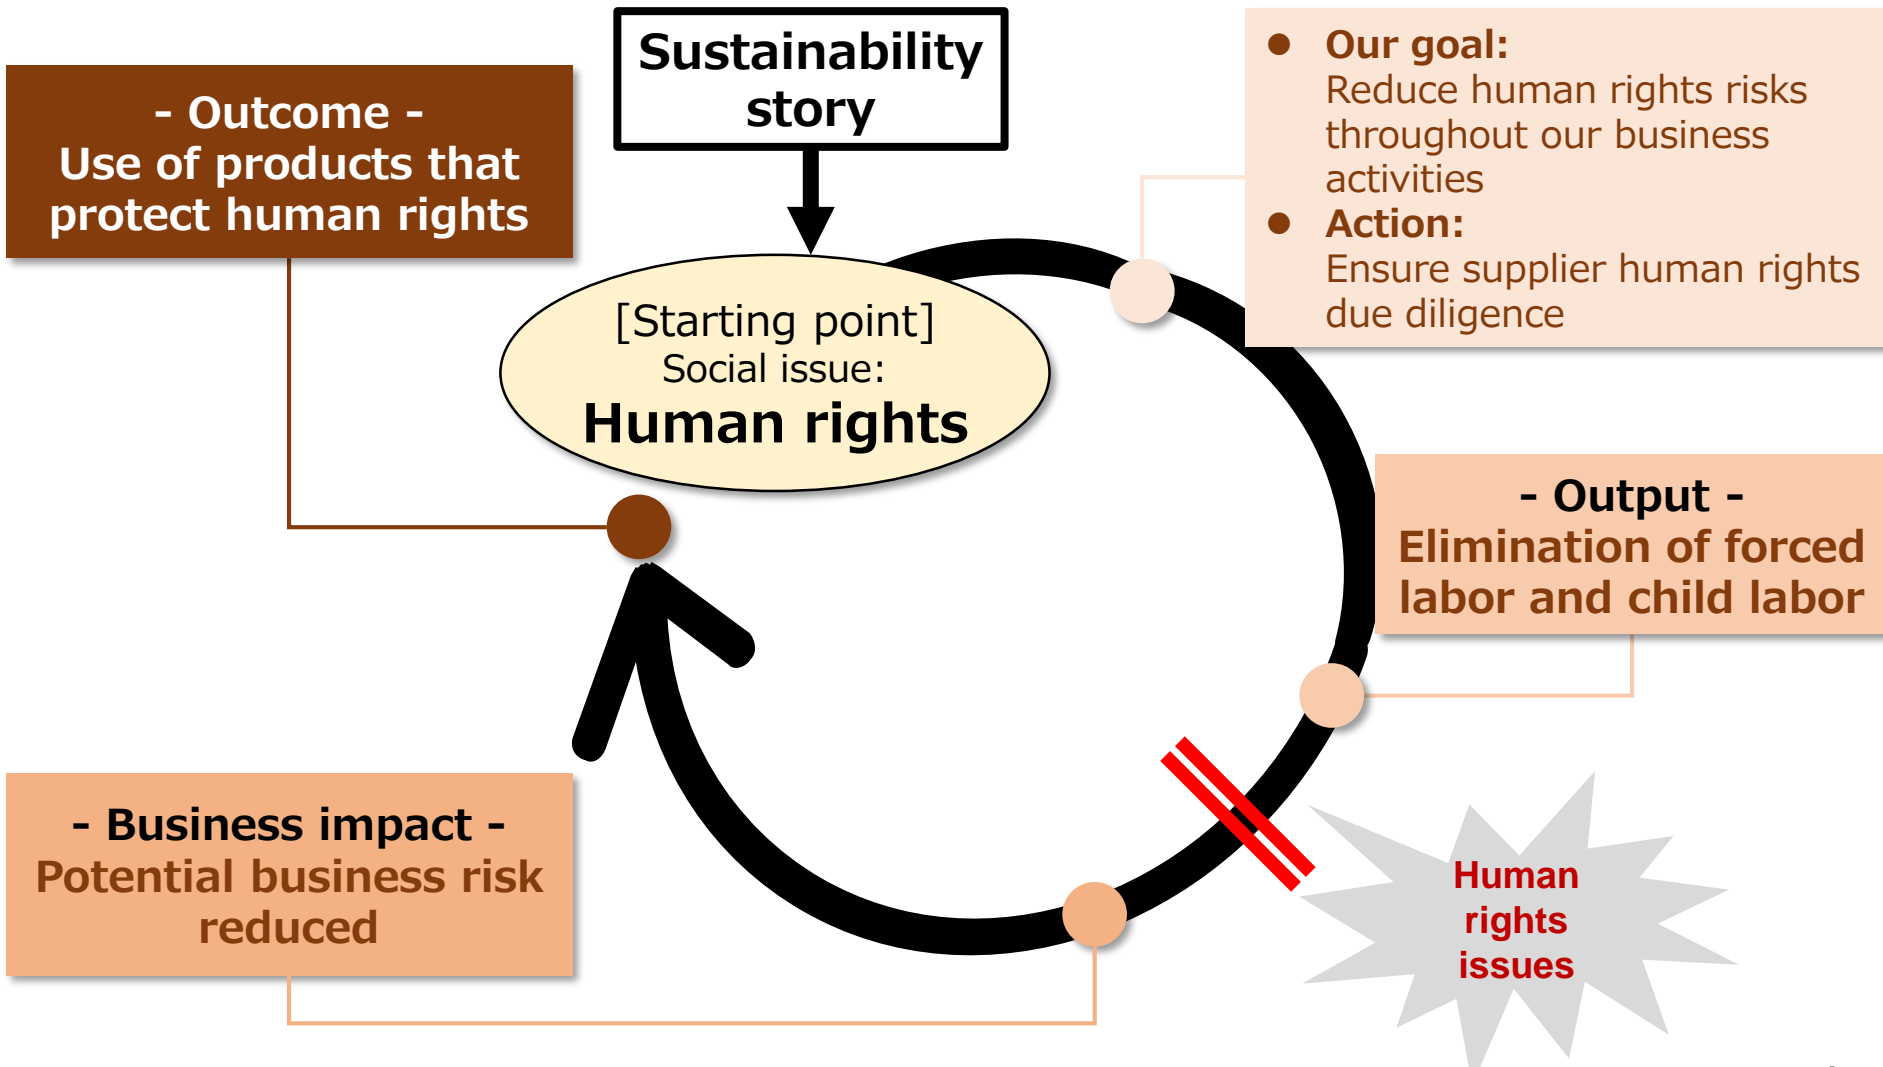 Sustainability
story
- Outcome -
Use of products that
protect human rights
● Our goal:
Reduce human rights risks
throughout our business
activities
● Action:
Ensure supplier human rights
due diligence
[Starting point]
Social issue:
Human rights
- Output -
Elimination of forced
labor and child labor
- Business impact -
Potential business risk
reduced
Human
rights
issues